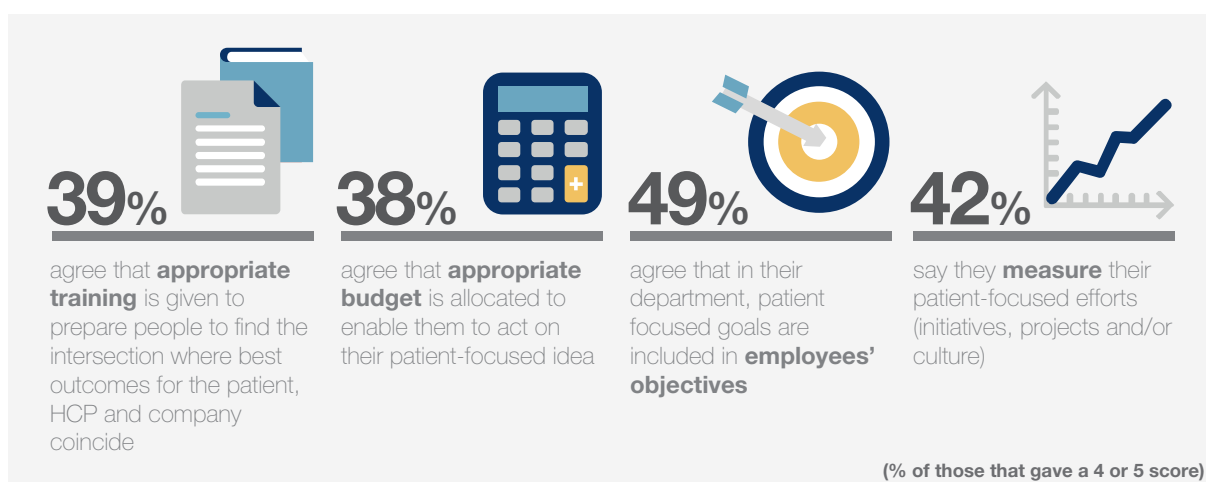 39%
agree that appropriate
training is given to
prepare people to find the
intersection where best
outcomes for the patient,
HCP and company
coincide
38%
agree that appropriate
budget is allocated to
enable them to act on
their patient-focused idea
49%
agree that in their
department, patient
focused goals are
included in employees’
objectives
42%
say they measure their
patient-focused efforts
(initiatives, projects and/or
culture)
(% of those that gave a 4 or 5 score)